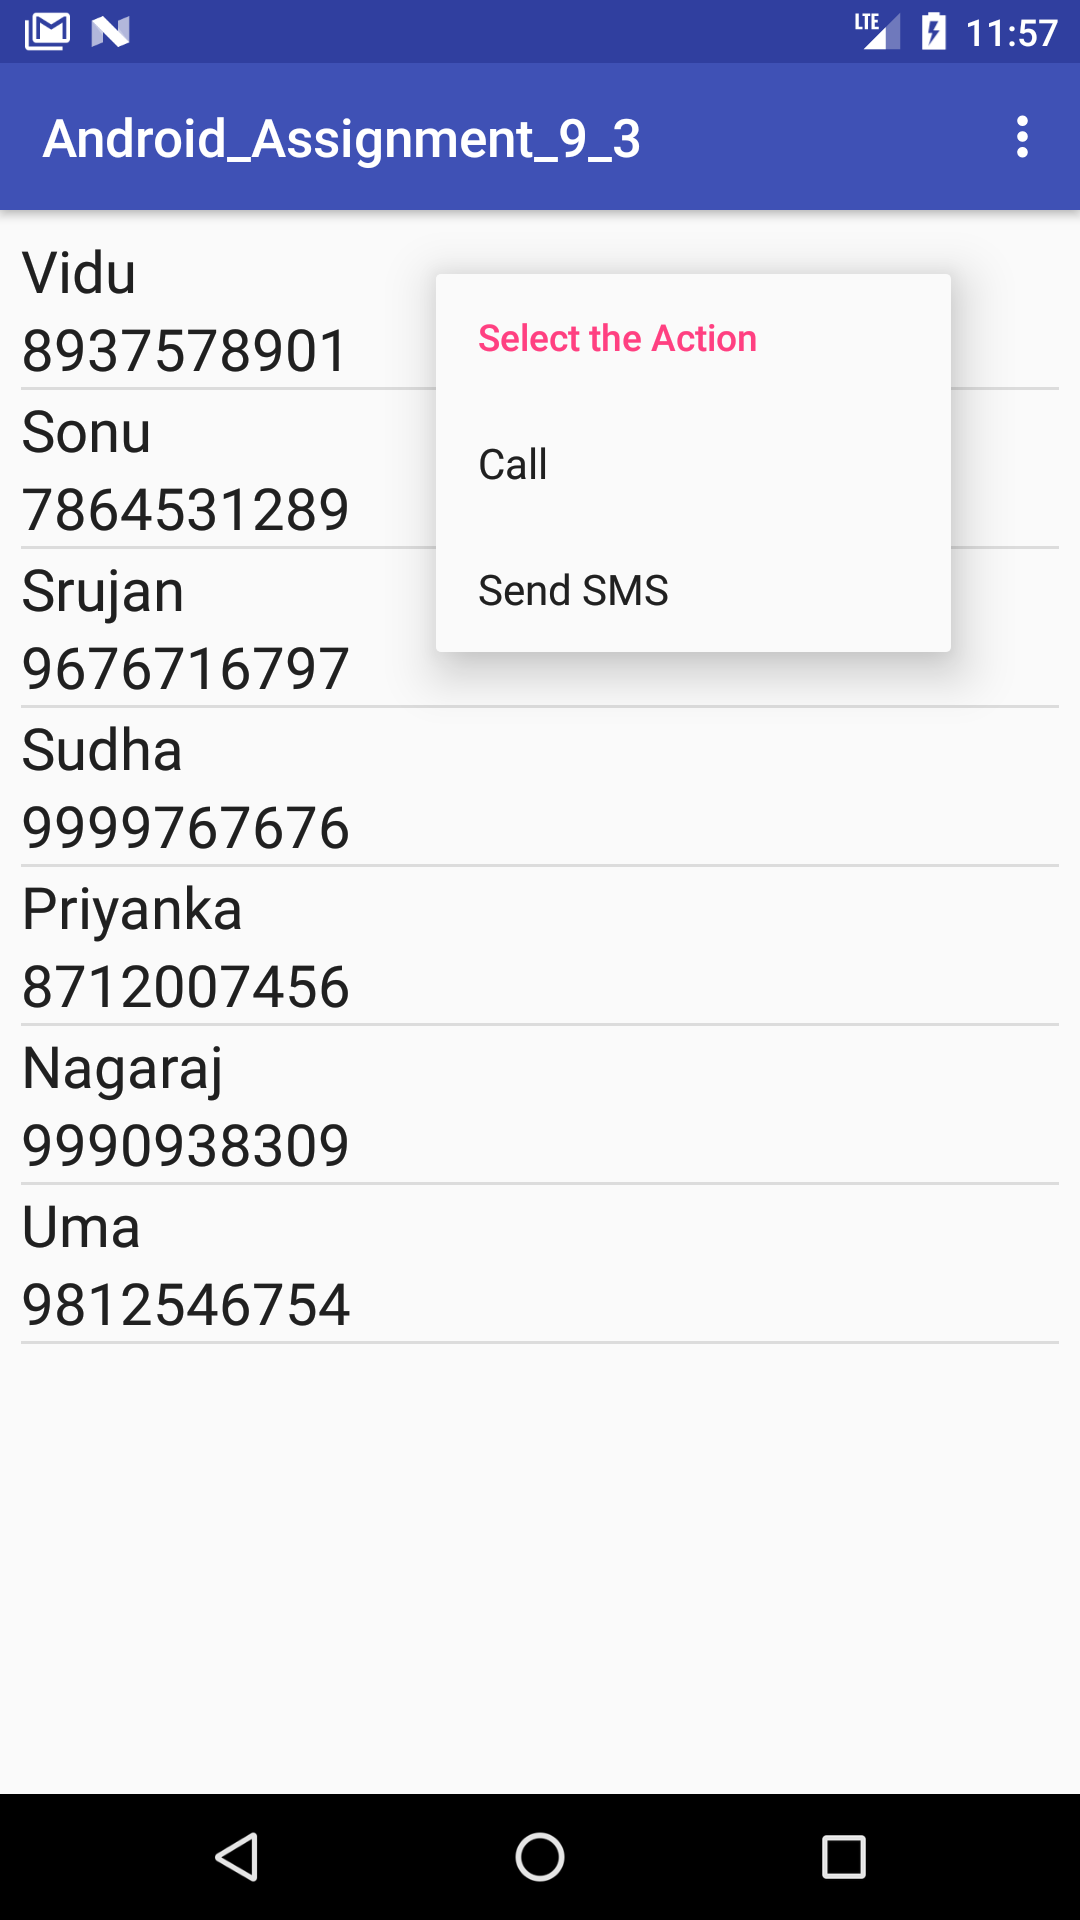 LTE 11:57
Android_Assignment_9_3
Vidu
8937578901
Select the Action
Call
Send SMS
Sonu
7864531289
Srujan
9676716797
Sudha
9999767676
Priyanka
8712007456
Nagaraj
9990938309
Uma
9812546754